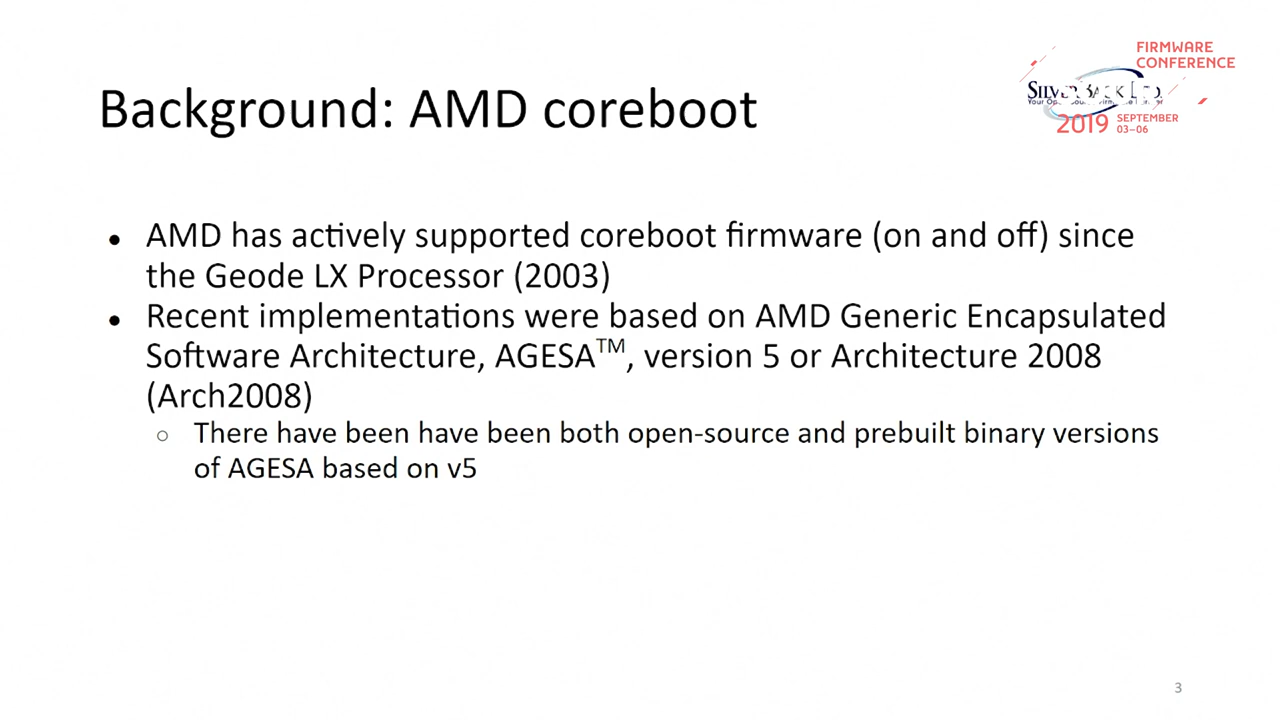 FIRMWARE
CONFERENCE
Background: AMD coreboot
2019 SEPTEMBER
03–06
• AMD has actively supported coreboot firmware (on and off) since
the Geode LX Processor (2003)
• Recent implementations were based on AMD Generic Encapsulated
Software Architecture, AGESA™, version 5 or Architecture 2008
(Arch2008)
○ There have been have been both open-source and prebuilt binary versions
of AGESA based on v5
3